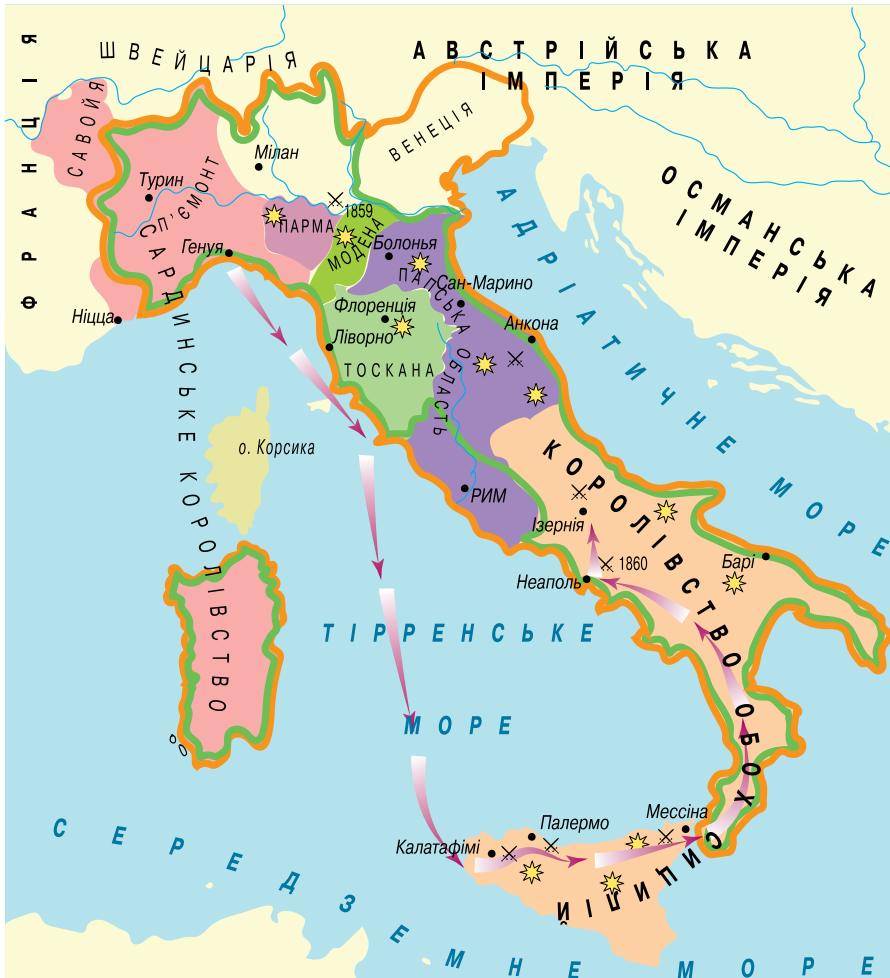 ШВЕЙЦАРІЯ
АВСТРІЙСЬКА
ІМПЕРІЯ
ФРАНЦІЯ
САВОЙЯ
ВЕНЕЦІЯ
Мілан
Турин
П'ЄМОНТ
ОСМАНСЬКА
ІМПЕРІЯ
АДРІАТИЧНЕ МОРЕ
1859
ПАРМА
МОДЕНА
Генуя
Болонья
ПАПСЬКА ОБЛАСТЬ
Сан-Марино
Ніцца
Флоренція
Анкона
Ліворно
ТОСКАНА
САРДИНСЬКЕ КОРОЛІВСТВО
о. Корсика
РИМ
КОРОЛІВСТВО ОБОХ СИЦИЛІЙ
Ізернія
1860
Барі
Неаполь
ТІРРЕНСЬКЕ
МОРЕ
Мессіна
Палермо
Калатафімі
СЕРЕДЗЕМНЕ МОРЕ